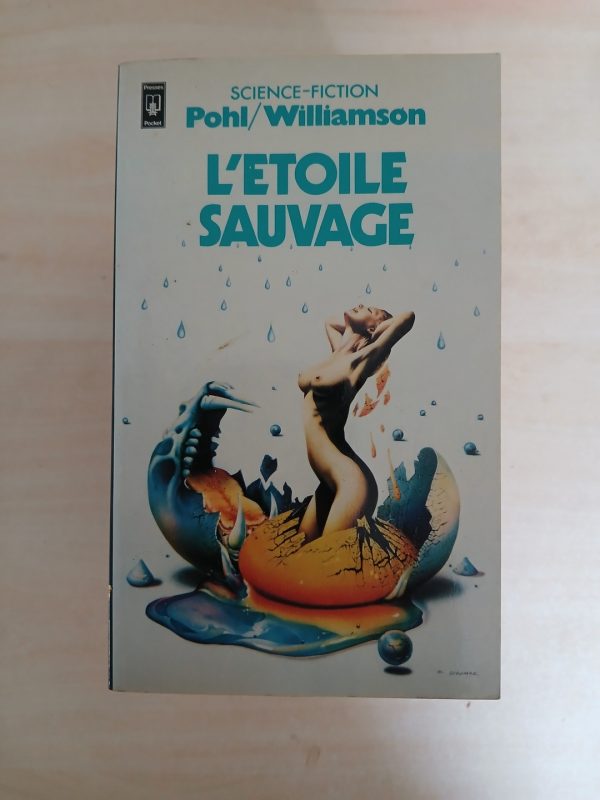 Presses
Pocket
SCIENCE-FICTION
Pohl/Williamson
L'ETOILE
SAUVAGE